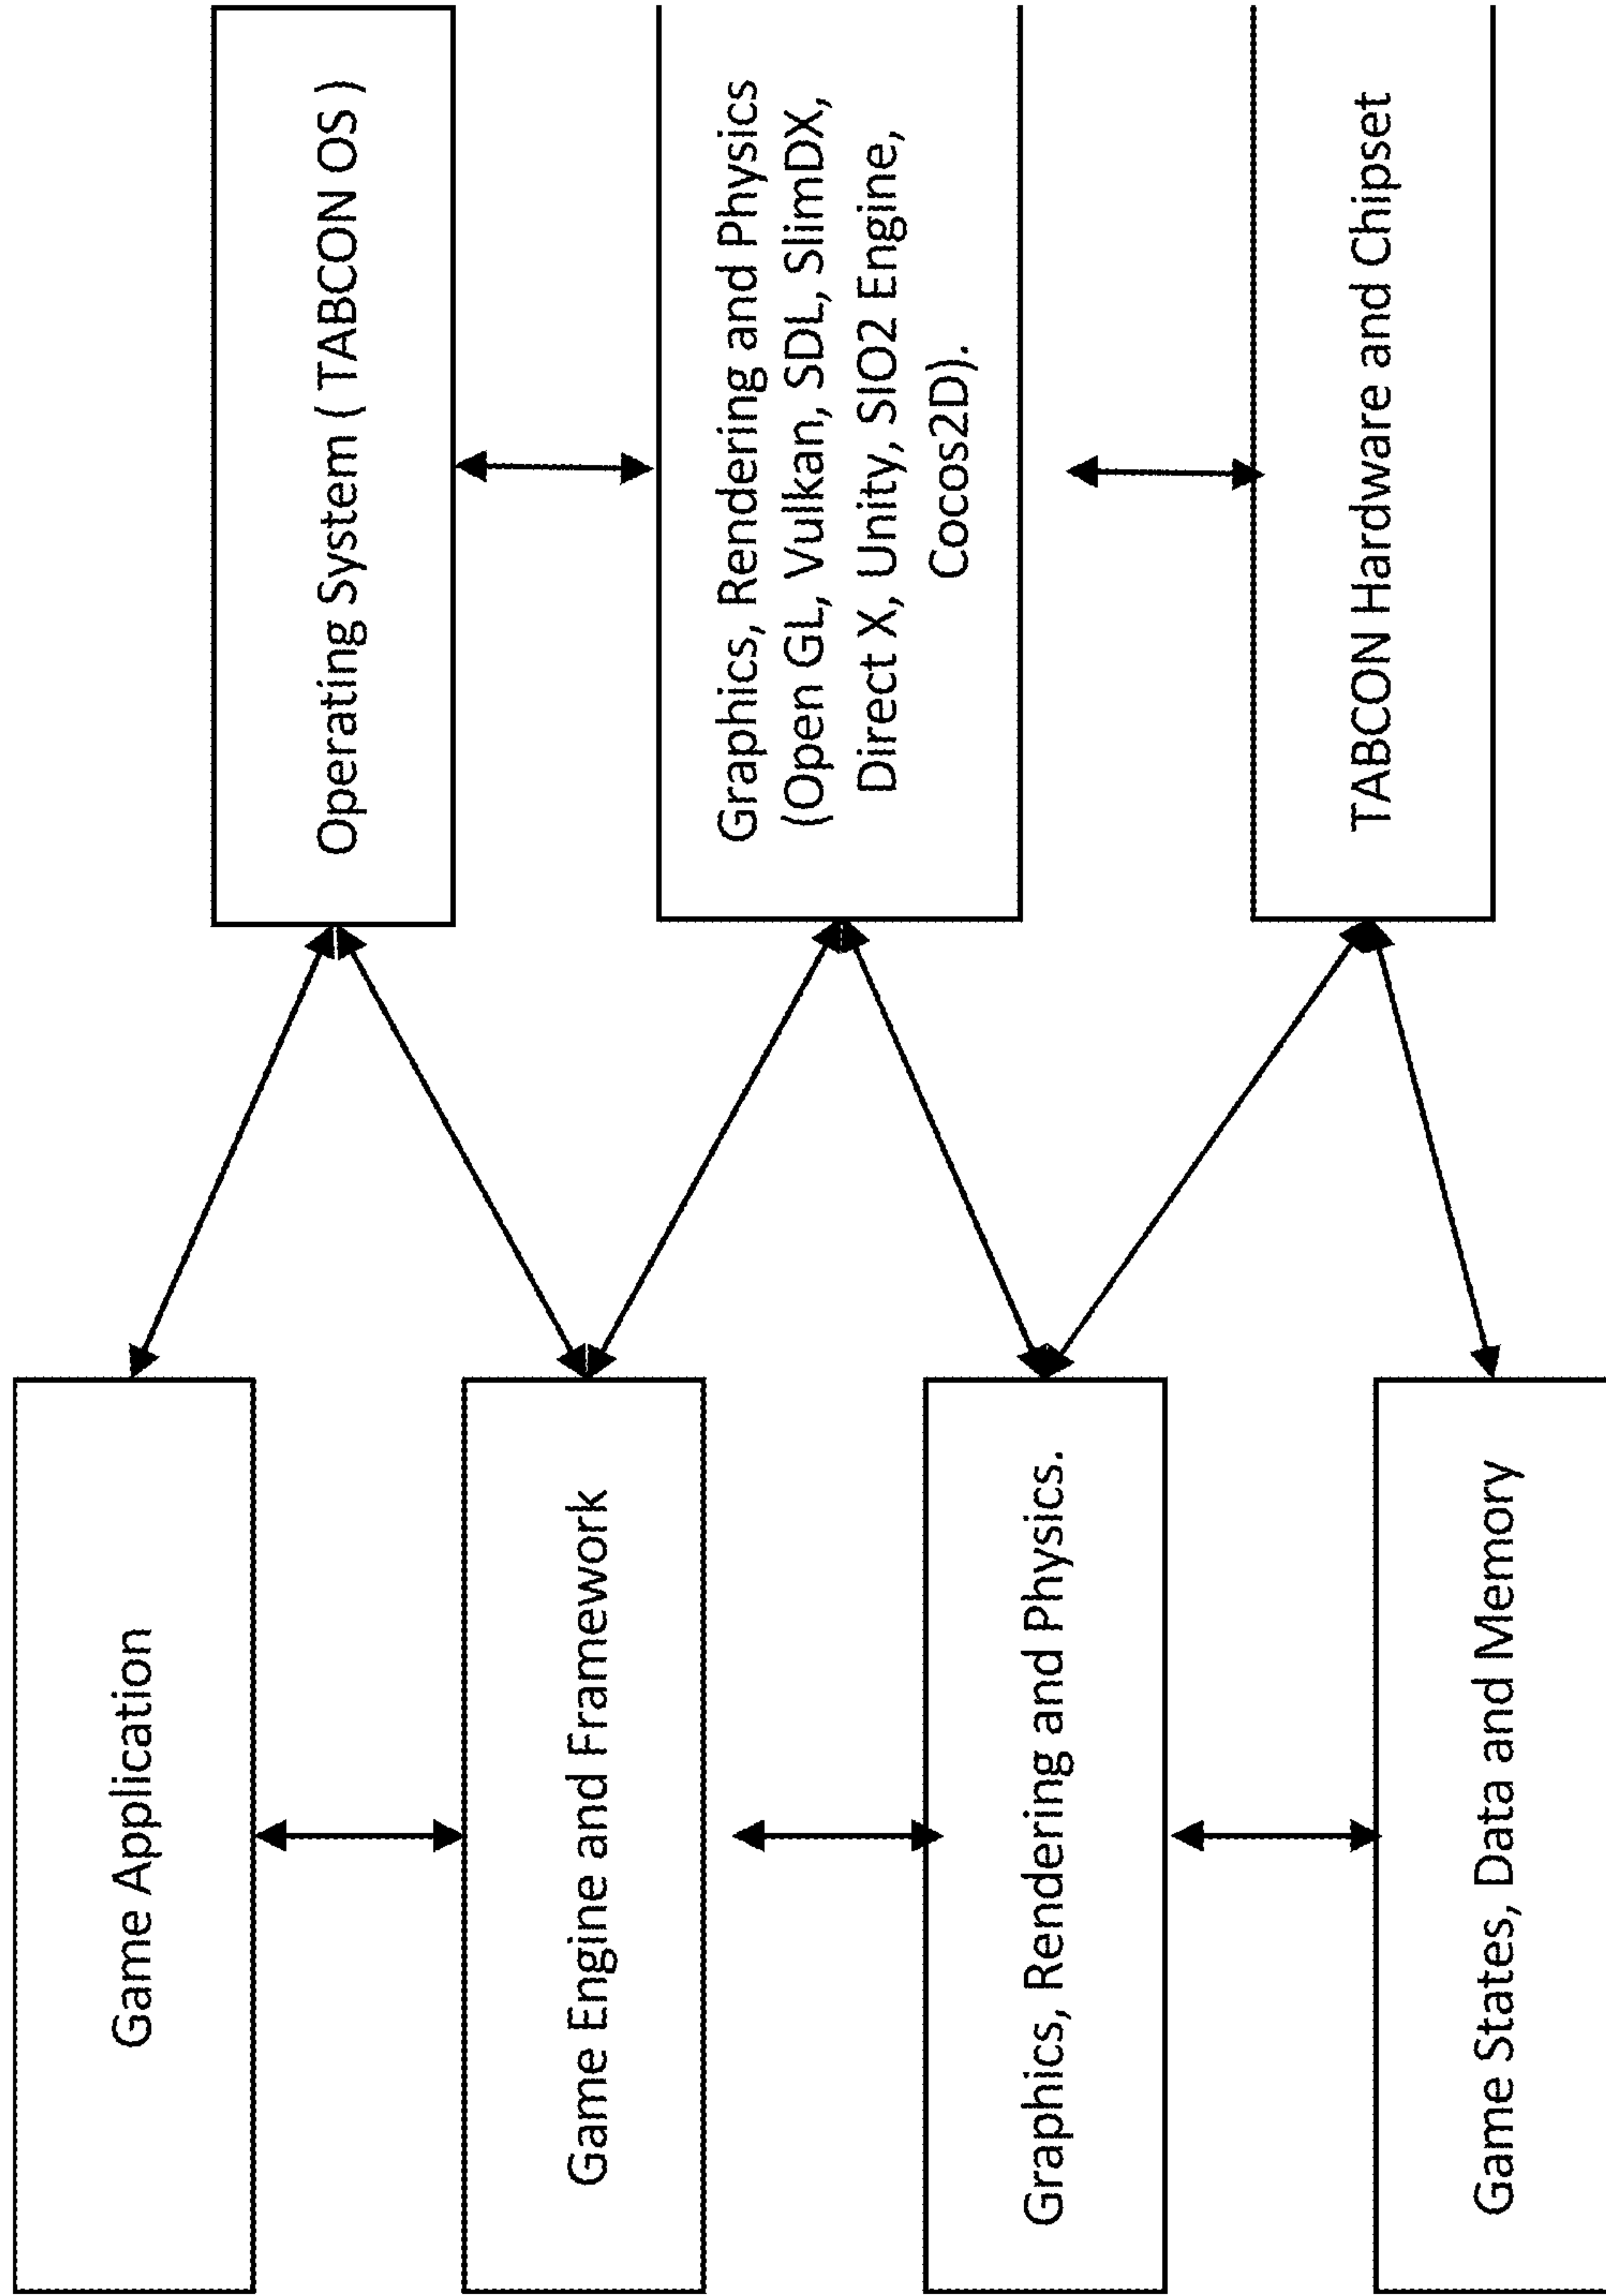 Game Application
Game Engine and Framework
Graphics, Rendering and Physics.
Game States, Data and Memory
Operating System ( TABCON OS )
Graphics, Rendering and Physics
(Open GL, Vulkan, SDL, SlimDX,
Direct X, Unity, SIO2 Engine,
Cocos2D).
TABCON Hardware and Chipset